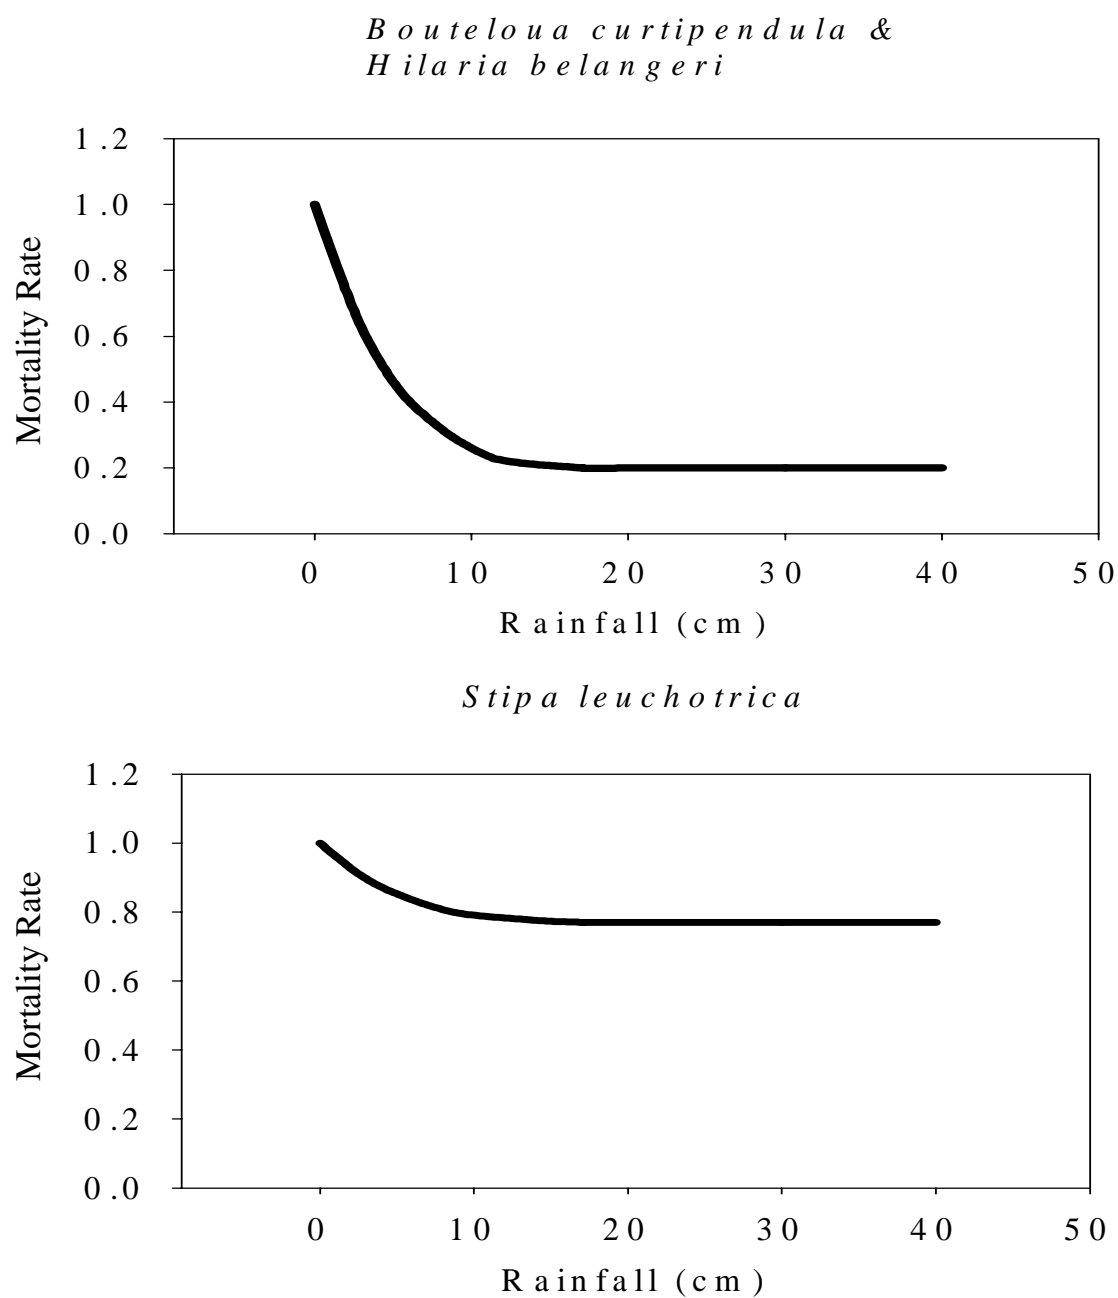 Bouteloua curtipendula &
Hilaria belangeri
1.2
1.0
0.8
0.6
0.4
0.2
0.0
Mortality Rate
0 10 20 30 40 50
Rainfall (cm)
Stipa leuchotrica
1.2
1.0
0.8
0.6
0.4
0.2
0.0
Mortality Rate
0 10 20 30 40 50
Rainfall (cm)